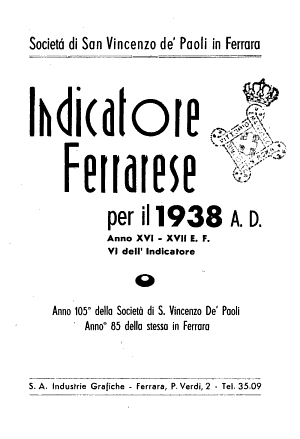 Società di San Vincenzo de' Paoli in Ferrara
Indicatore
Ferrarese
per il 1938 A. D.
Anno XVI - XVII E. F.
VI dell' Indicatore
Anno 105° della Società di S. Vincenzo De' Paoli
Anno° 85 della stessa in Ferrara
S. A. Industrie Grafiche - Ferrara, P. Verdi, 2 - Tel. 35.09